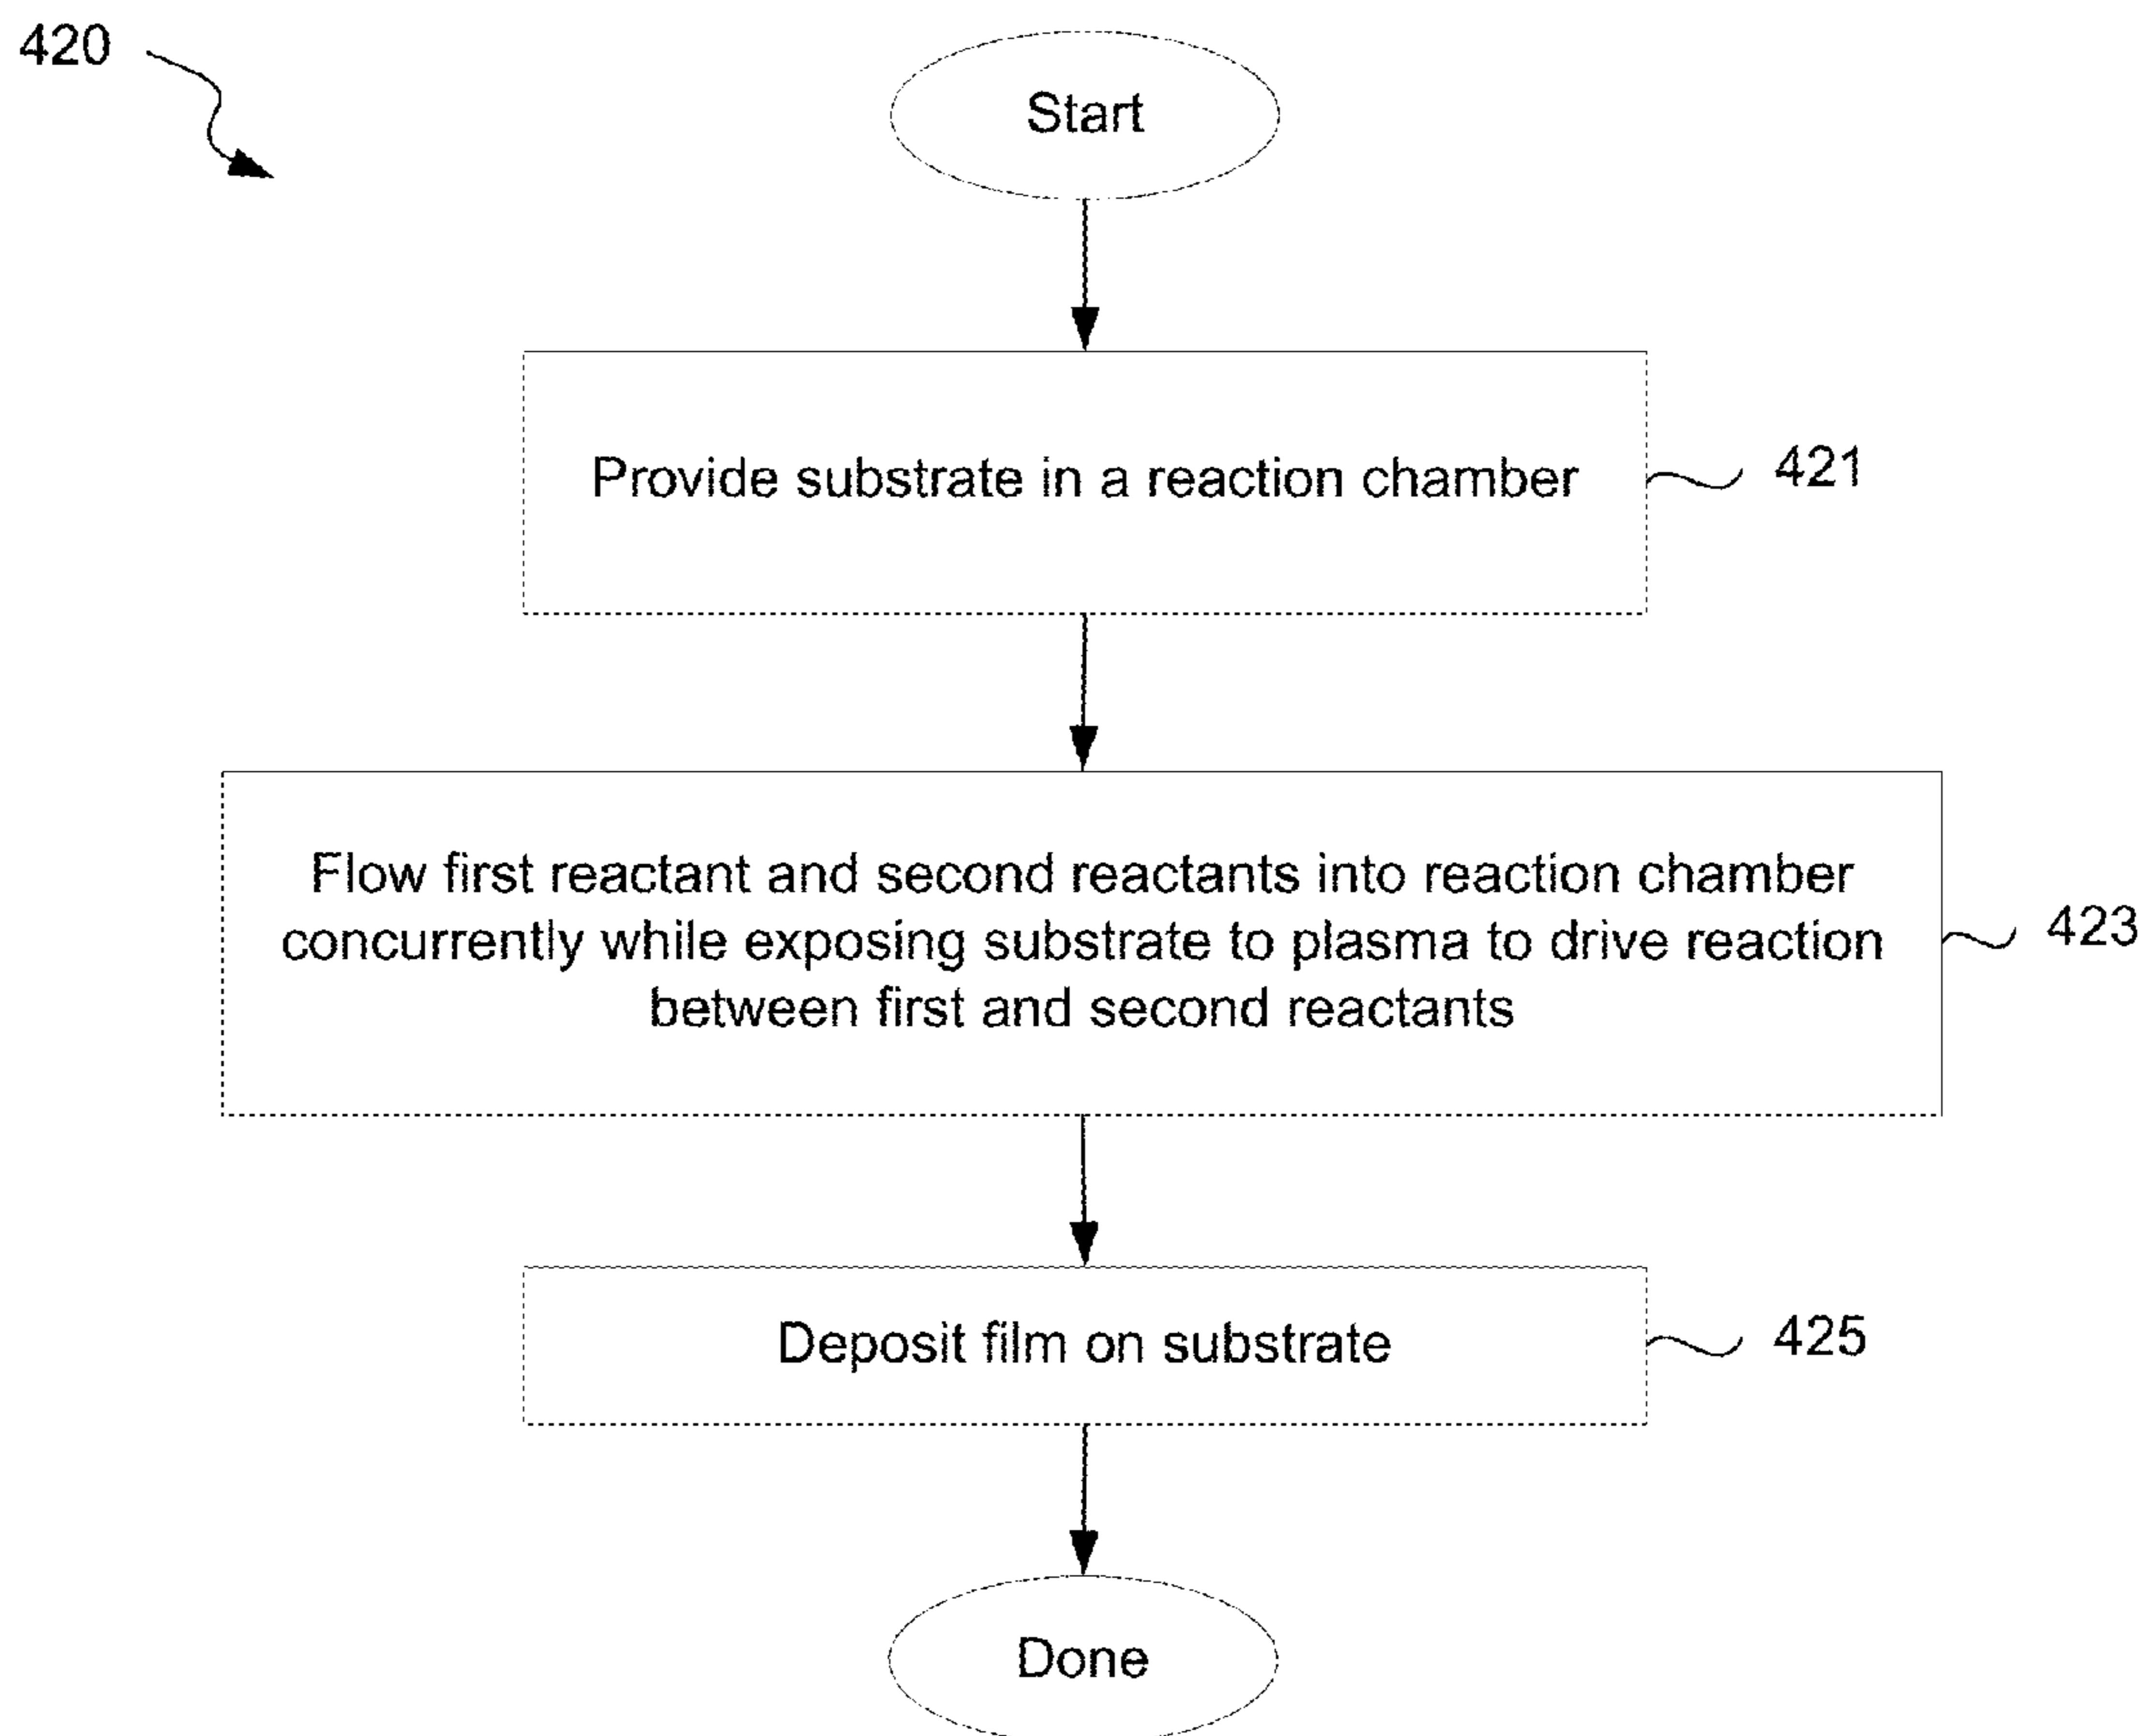 420
Start
Provide substrate in a reaction chamber
421
Flow first reactant and second reactants into reaction chamber
concurrently while exposing substrate to plasma to drive reaction
between first and second reactants
423
Deposit film on substrate
425
Done